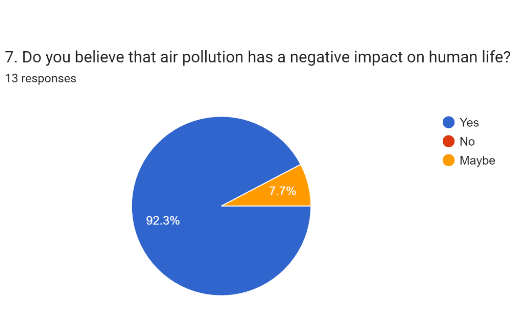 7. Do you believe that air pollution has a negative impact on human life?
13 responses
Yes
No
Maybe
7.7%
92.3%